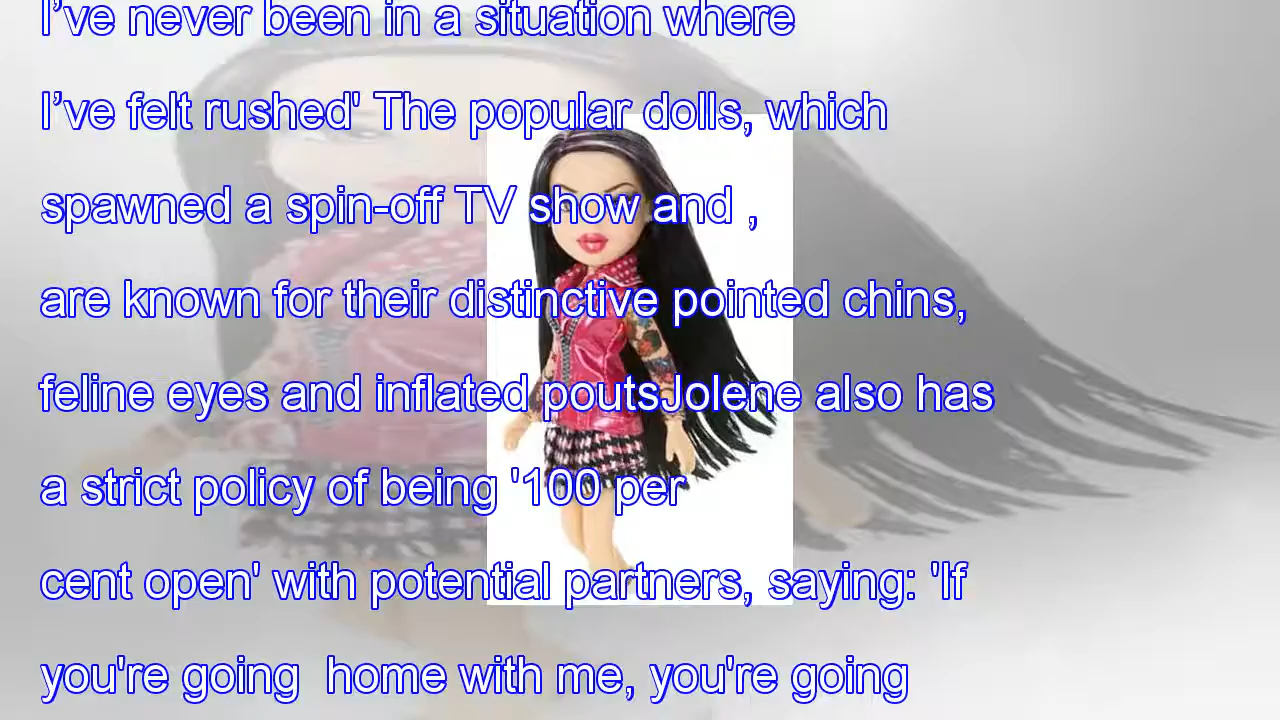 I’ve never been in a situation where
I’ve felt rushed' The popular dolls, which
spawned a spin-off TV show and ,
are known for their distinctive pointed chins,
feline eyes and inflated poutsJolene also has
a strict policy of being '100 per
cent open' with potential partners, saying: 'If
you're going  home with me, you're going